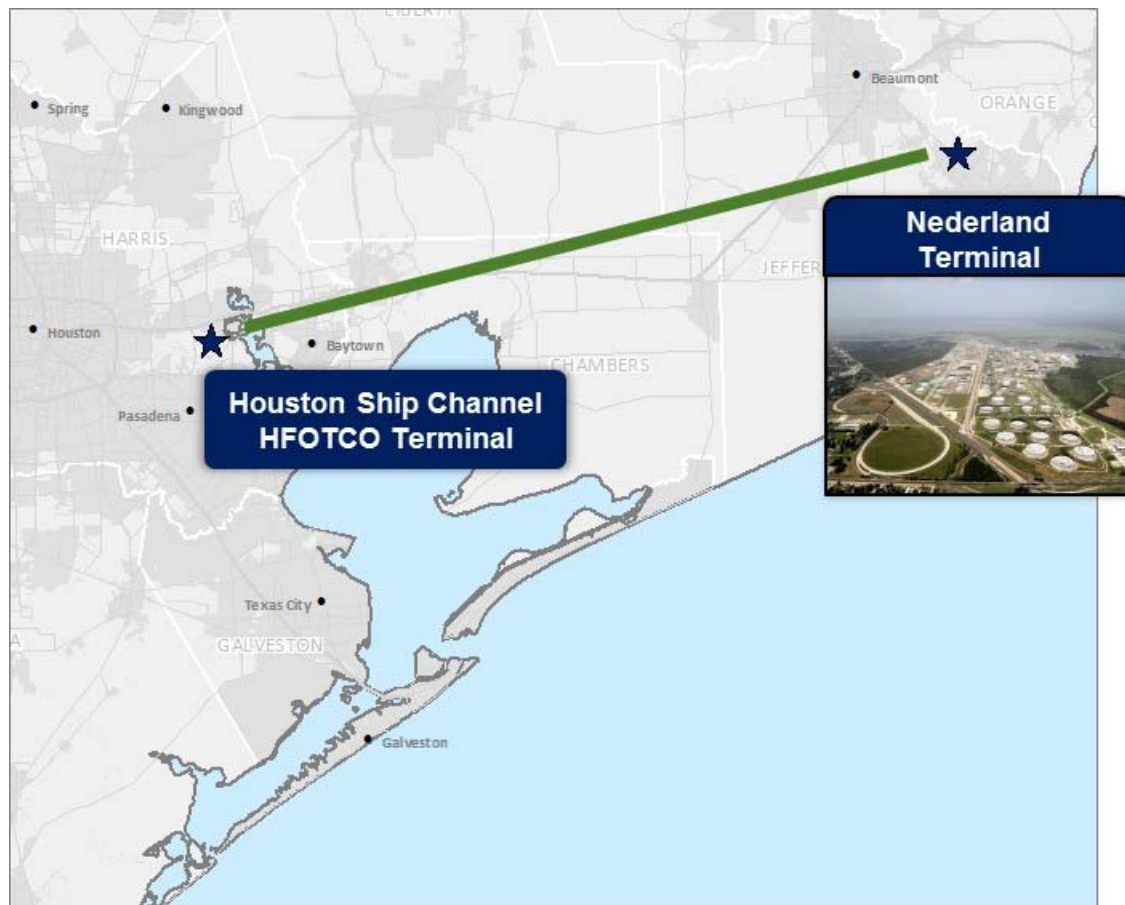 LIBERTY
Beaumont
Spring
Kingwood
ORANGE
HARRIS
Nederland
Terminal
JEFFER
Houston
Baytown
CHAMBERS
Houston Ship Channel
HFOTCO Terminal
Pasadena
Texas City
GALVESTON
A
Galveston